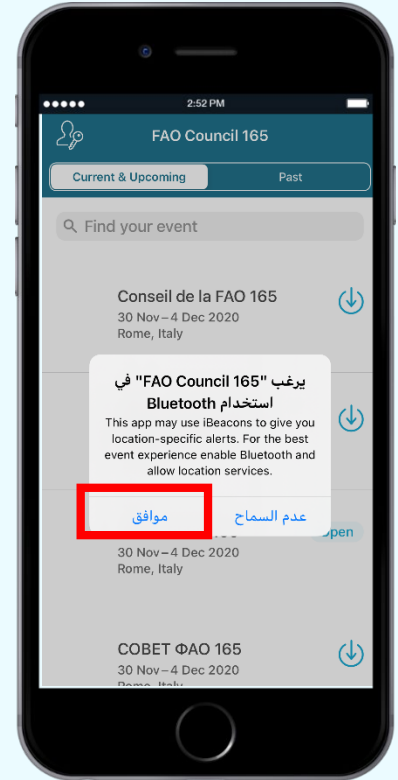 2:52 PM
FAO Council 165
Current & Upcoming
Past
Find your event
Conseil de la FAO 165
30 Nov – 4 Dec 2020
Rome, Italy
يرغب "FAO Council 165" في
استخدام Bluetooth
This app may use iBeacons to give you
location-specific alerts. For the best
event experience enable Bluetooth and
allow location services.
عدم السماح
موافق
Open
30 Nov – 4 Dec 2020
Rome, Italy
СОВЕТ ФАО 165
30 Nov – 4 Dec 2020
Rome, Italy